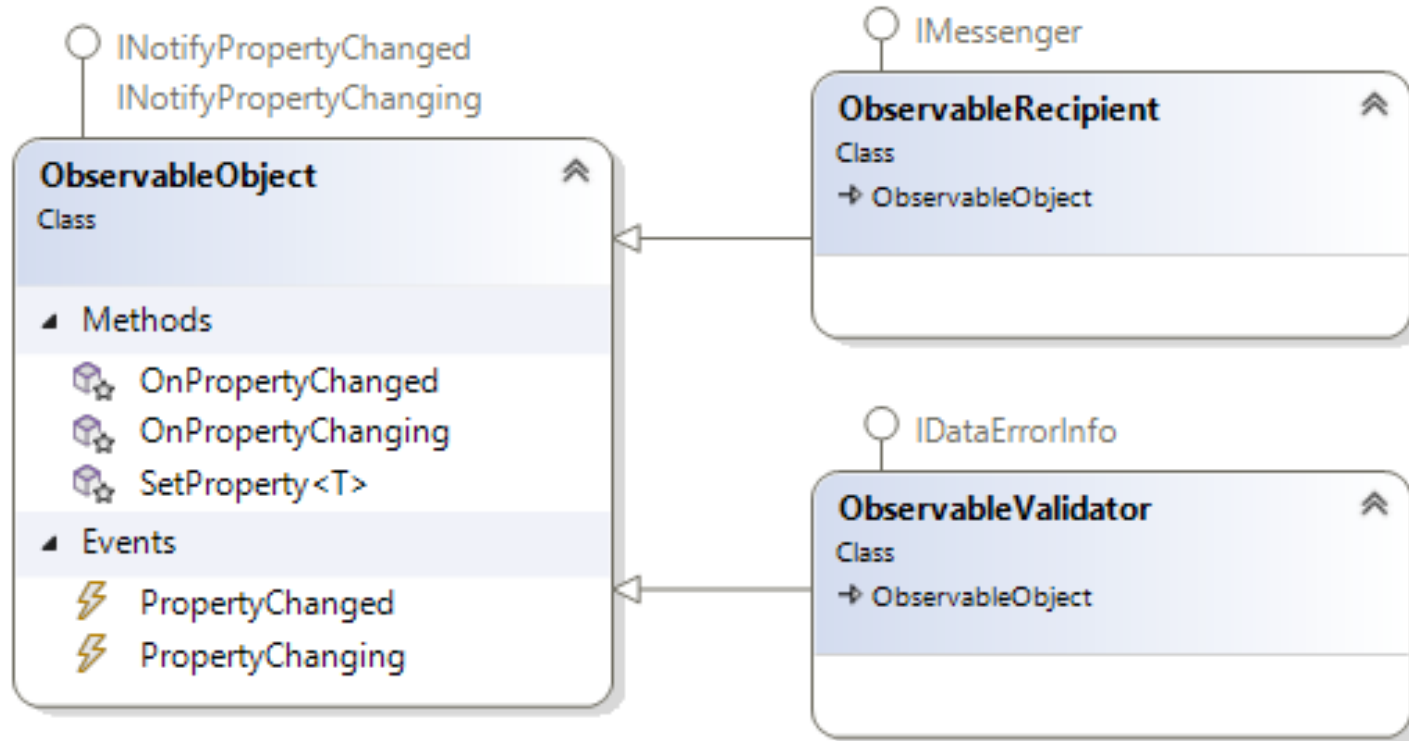 INotifyPropertyChanged
INotifyPropertyChanging
ObservableObject
Class
Methods
OnPropertyChanged
OnPropertyChanging
SetProperty<T>
Events
PropertyChanged
PropertyChanging
IMessenger
ObservableRecipient
Class
ObservableObject
IDataErrorInfo
ObservableValidator
Class
ObservableObject